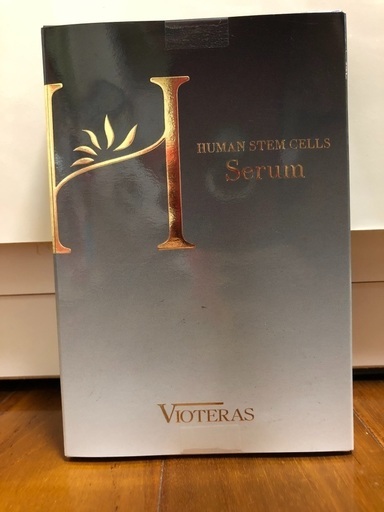 H
HUMAN STEM CELLS
Serum
VIOTERAS